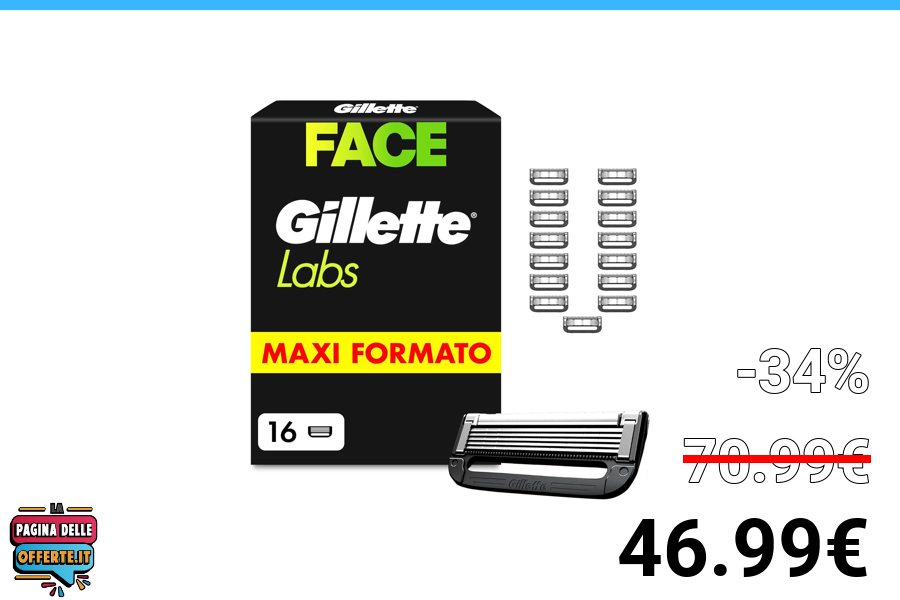 Gillette
FACE
Gillette®
Labs
MAXI FORMATO
16
Gillette
-34%
70.99€
46.99€
LA
PAGINA DELLE
OFFERTE.IT